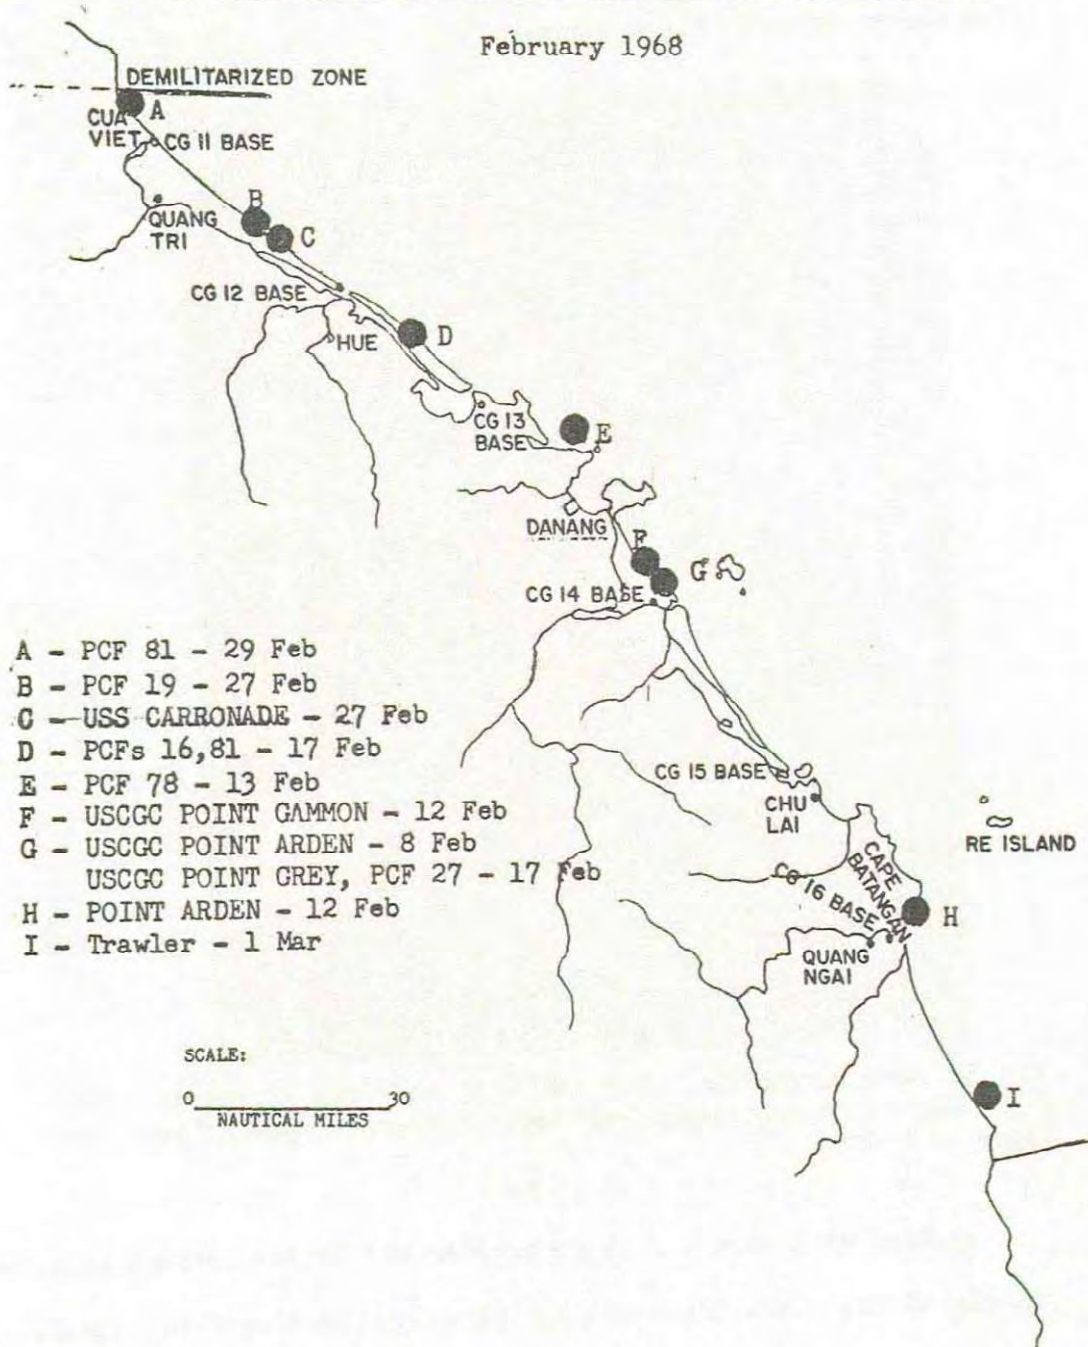 February 1968
DEMILITARIZED ZONE
A
CUA
VIET
CG 11 BASE
B
QUANG
TRI
C
CG 12 BASE
HUE
D
CG 13
BASE
E
DANANG
F
G
CG 14 BASE
A - PCF 81 - 29 Feb
B - PCF 19 - 27 Feb
C - USS CARRONADE - 27 Feb
D - PCFs 16,81 - 17 Feb
E - PCF 78 - 13 Feb
F - USCGC POINT GAMMON - 12 Feb
G - USCGC POINT ARDEN - 8 Feb
USCGC POINT GREY, PCF 27 - 17 Feb
H - POINT ARDEN - 12 Feb
I - Trawler - 1 Mar
CG 15 BASE
CHU
LAI
RE ISLAND
CAPE
BATANGAN
CG 16 BASE
H
QUANG
NGAI
SCALE:
0 30
NAUTICAL MILES
I